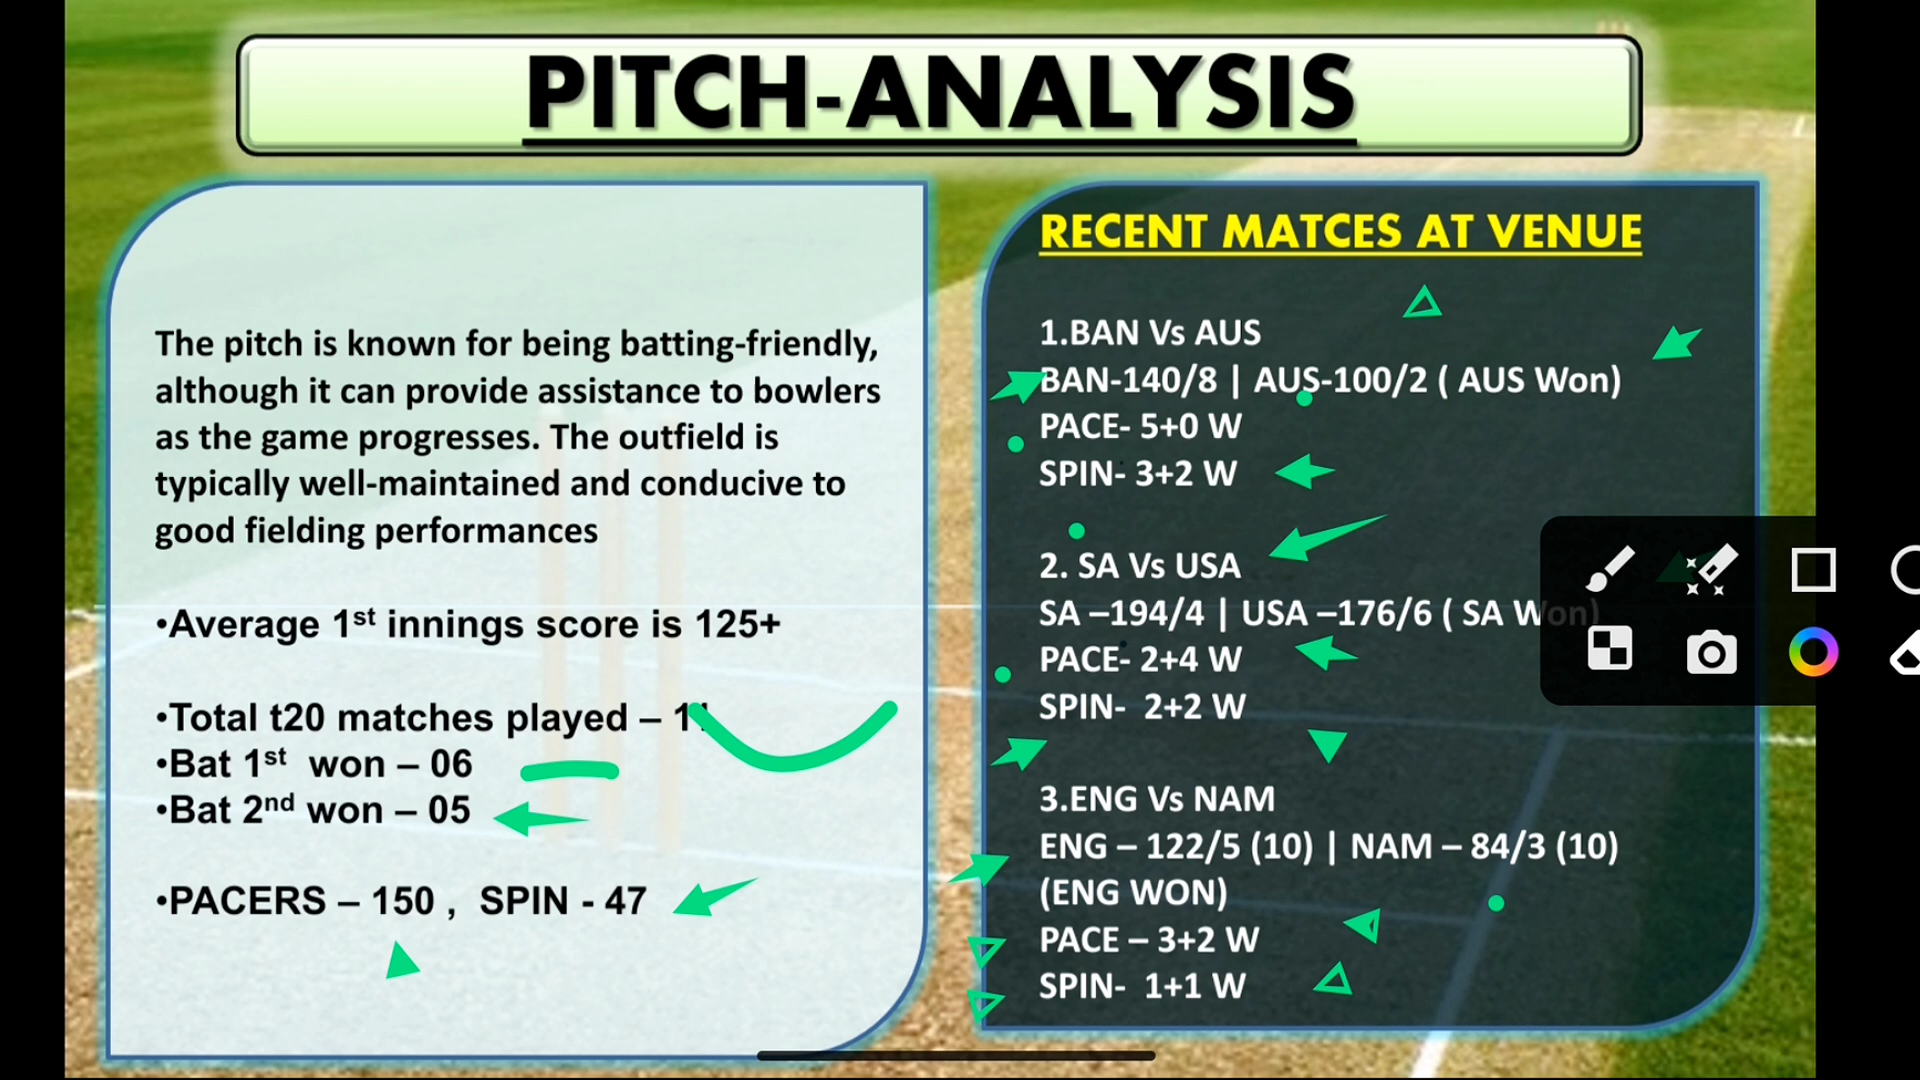 PITCH-ANALYSIS
The pitch is known for being batting-friendly,
although it can provide assistance to bowlers
as the game progresses. The outfield is
typically well-maintained and conducive to
good fielding performances
•Average 1st innings score is 125+
•Total t20 matches played – 11
•Bat 1st won – 06
•Bat 2nd won – 05
•PACERS – 150 , SPIN - 47
RECENT MATCES AT VENUE
1.BAN Vs AUS
BAN-140/8 | AUS-100/2 ( AUS Won)
PACE- 5+0 W
SPIN- 3+2 W
2. SA Vs USA
SA –194/4 | USA –176/6 ( SA Won)
PACE- 2+4 W
SPIN- 2+2 W
3.ENG Vs NAM
ENG – 122/5 (10) | NAM – 84/3 (10)
(ENG WON)
PACE – 3+2 W
SPIN- 1+1 W